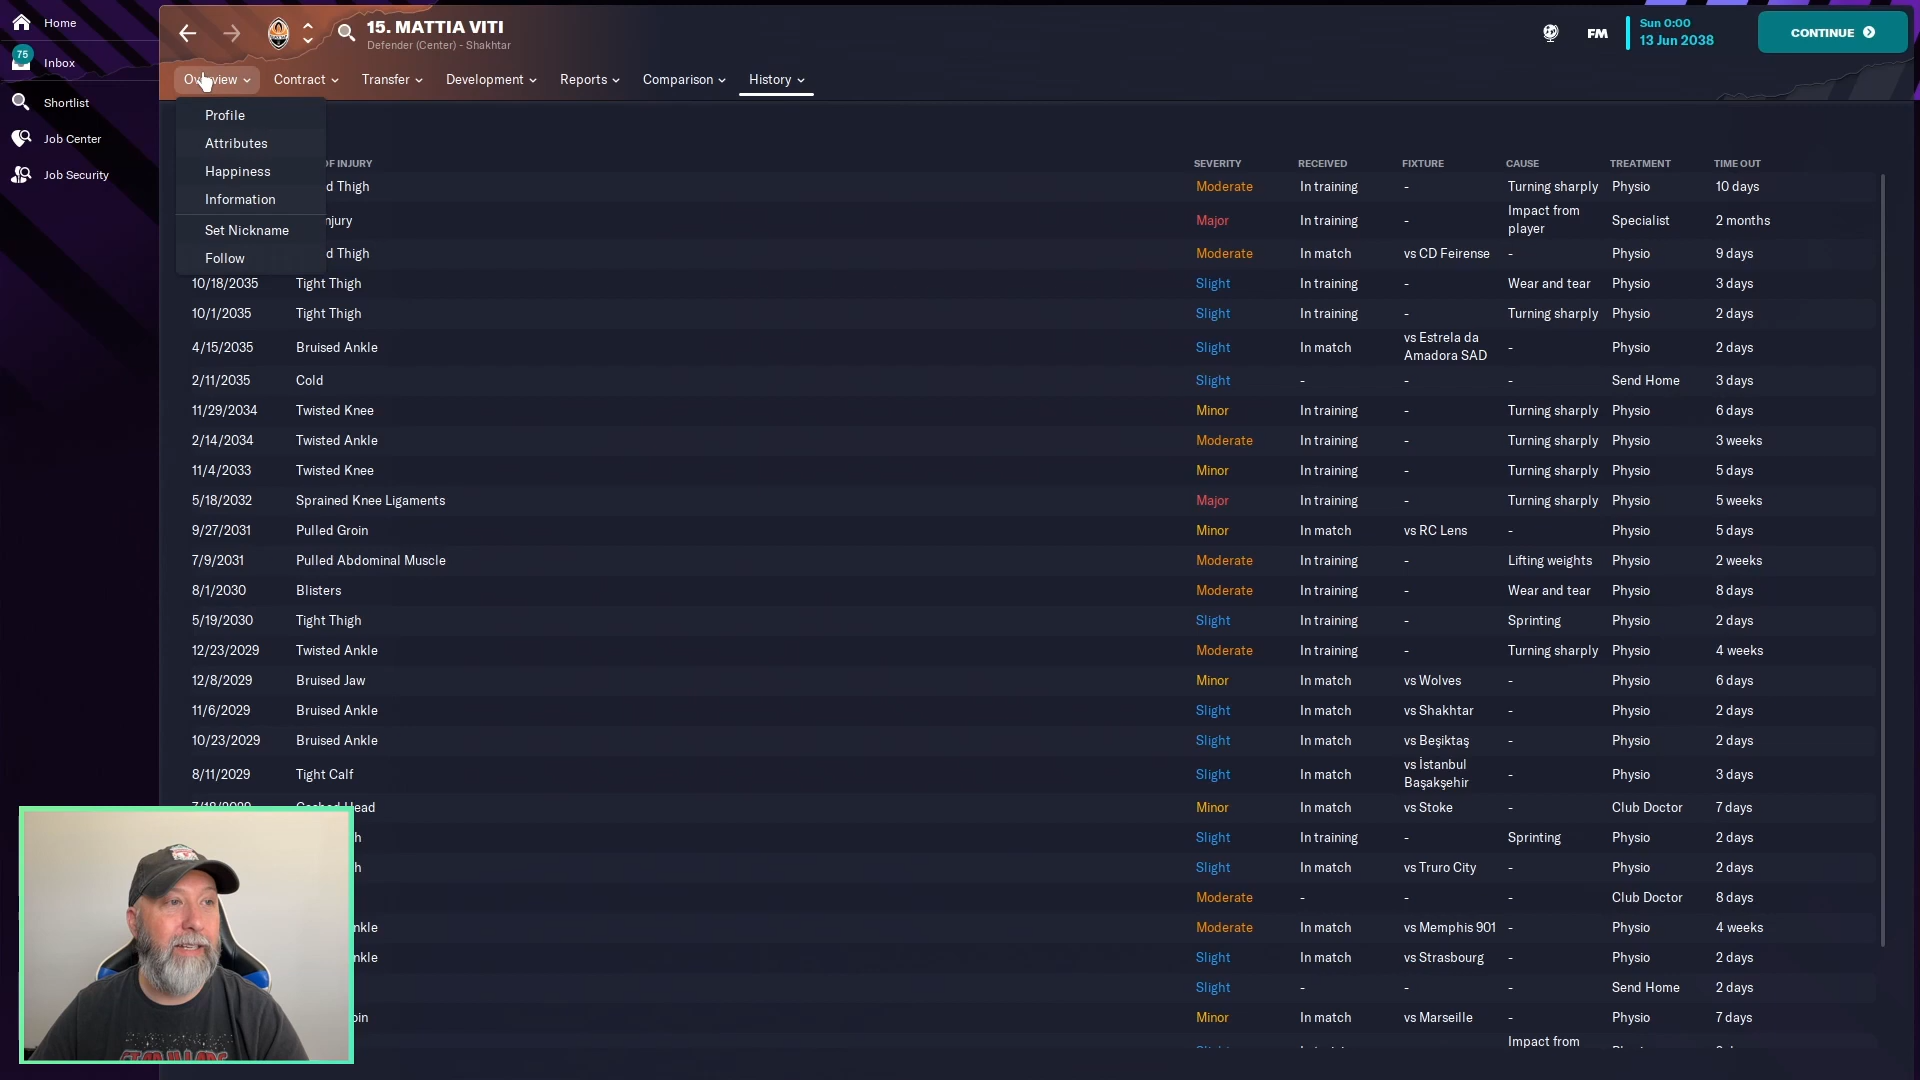 Home
75
Inbox
Shortlist
Job Center
Job Security
15. MATTIA VITI
Defender (Center) - Shakhtar
FM
Sun 0:00
13 Jun 2038
CONTINUE
Overview
Contract
Transfer
Development
Reports
Comparison
History
Profile
Attributes
Happiness
Information
Set Nickname
Follow
OF INJURY SEVERITY RECEIVED FIXTURE CAUSE TREATMENT TIME OUT
d Thigh Moderate In training - Turning sharply Physio 10 days
njury Major In training - Impact from player Specialist 2 months
d Thigh Moderate In match vs CD Feirense - Physio 9 days
10/18/2035 Tight Thigh Slight In training - Wear and tear Physio 3 days
10/1/2035 Tight Thigh Slight In training - Turning sharply Physio 2 days
4/15/2035 Bruised Ankle Slight In match vs Estrela da Amadora SAD - Physio 2 days
2/11/2035 Cold Slight - - - Send Home 3 days
11/29/2034 Twisted Knee Minor In training - Turning sharply Physio 6 days
2/14/2034 Twisted Ankle Moderate In training - Turning sharply Physio 3 weeks
11/4/2033 Twisted Knee Minor In training - Turning sharply Physio 5 days
5/18/2032 Sprained Knee Ligaments Major In training - Turning sharply Physio 5 weeks
9/27/2031 Pulled Groin Minor In match vs RC Lens - Physio 5 days
7/9/2031 Pulled Abdominal Muscle Moderate In training - Lifting weights Physio 2 weeks
8/1/2030 Blisters Moderate In training - Wear and tear Physio 8 days
5/19/2030 Tight Thigh Slight In training - Sprinting Physio 2 days
12/23/2029 Twisted Ankle Moderate In training - Turning sharply Physio 4 weeks
12/8/2029 Bruised Jaw Minor In match vs Wolves - Physio 6 days
11/6/2029 Bruised Ankle Slight In match vs Shakhtar - Physio 2 days
10/23/2029 Bruised Ankle Slight In match vs Beşiktaş - Physio 2 days
8/11/2029 Tight Calf Slight In match vs İstanbul Başakşehir - Physio 3 days
Head Minor In match vs Stoke - Club Doctor 7 days
h Slight In training - Sprinting Physio 2 days
h Slight In match vs Truro City - Physio 2 days
Moderate - - - Club Doctor 8 days
nkle Moderate In match vs Memphis 901 - Physio 4 weeks
nkle Slight In match vs Strasbourg - Physio 2 days
Slight - - - Send Home 2 days
oin Minor In match vs Marseille - Physio 7 days
Impact from